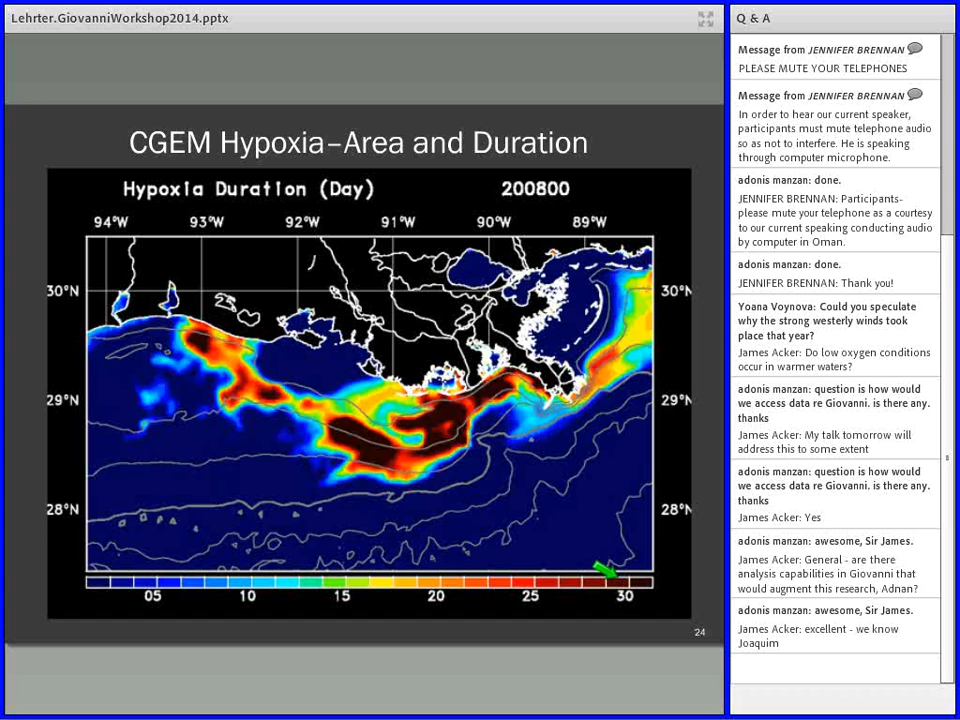 Lehrter.GiovanniWorkshop2014.pptx
CGEM Hypoxia–Area and Duration
Hypoxia Duration (Day) 200800
94°W 93°W 92°W 91°W 90°W 89°W
30°N 30°N
29°N 29°N
28°N 28°N
05 10 15 20 25 30
24
Q & A
Message from JENNIFER BRENNAN
PLEASE MUTE YOUR TELEPHONES
Message from JENNIFER BRENNAN
In order to hear our current speaker,
participants must mute telephone audio
so as not to interfere. He is speaking
through computer microphone.
adonis manzan: done.
JENNIFER BRENNAN: Participants-
please mute your telephone as a courtesy
to our current speaking conducting audio
by computer in Oman.
adonis manzan: done.
JENNIFER BRENNAN: Thank you!
Yoana Voynova: Could you speculate
why the strong westerly winds took
place that year?
James Acker: Do low oxygen conditions
occur in warmer waters?
adonis manzan: question is how would
we access data re Giovanni. is there any.
thanks
James Acker: My talk tomorrow will
address this to some extent
adonis manzan: question is how would
we access data re Giovanni. is there any.
thanks
James Acker: Yes
adonis manzan: awesome, Sir James.
James Acker: General - are there
analysis capabilities in Giovanni that
would augment this research, Adnan?
adonis manzan: awesome, Sir James.
James Acker: excellent - we know
Joaquim